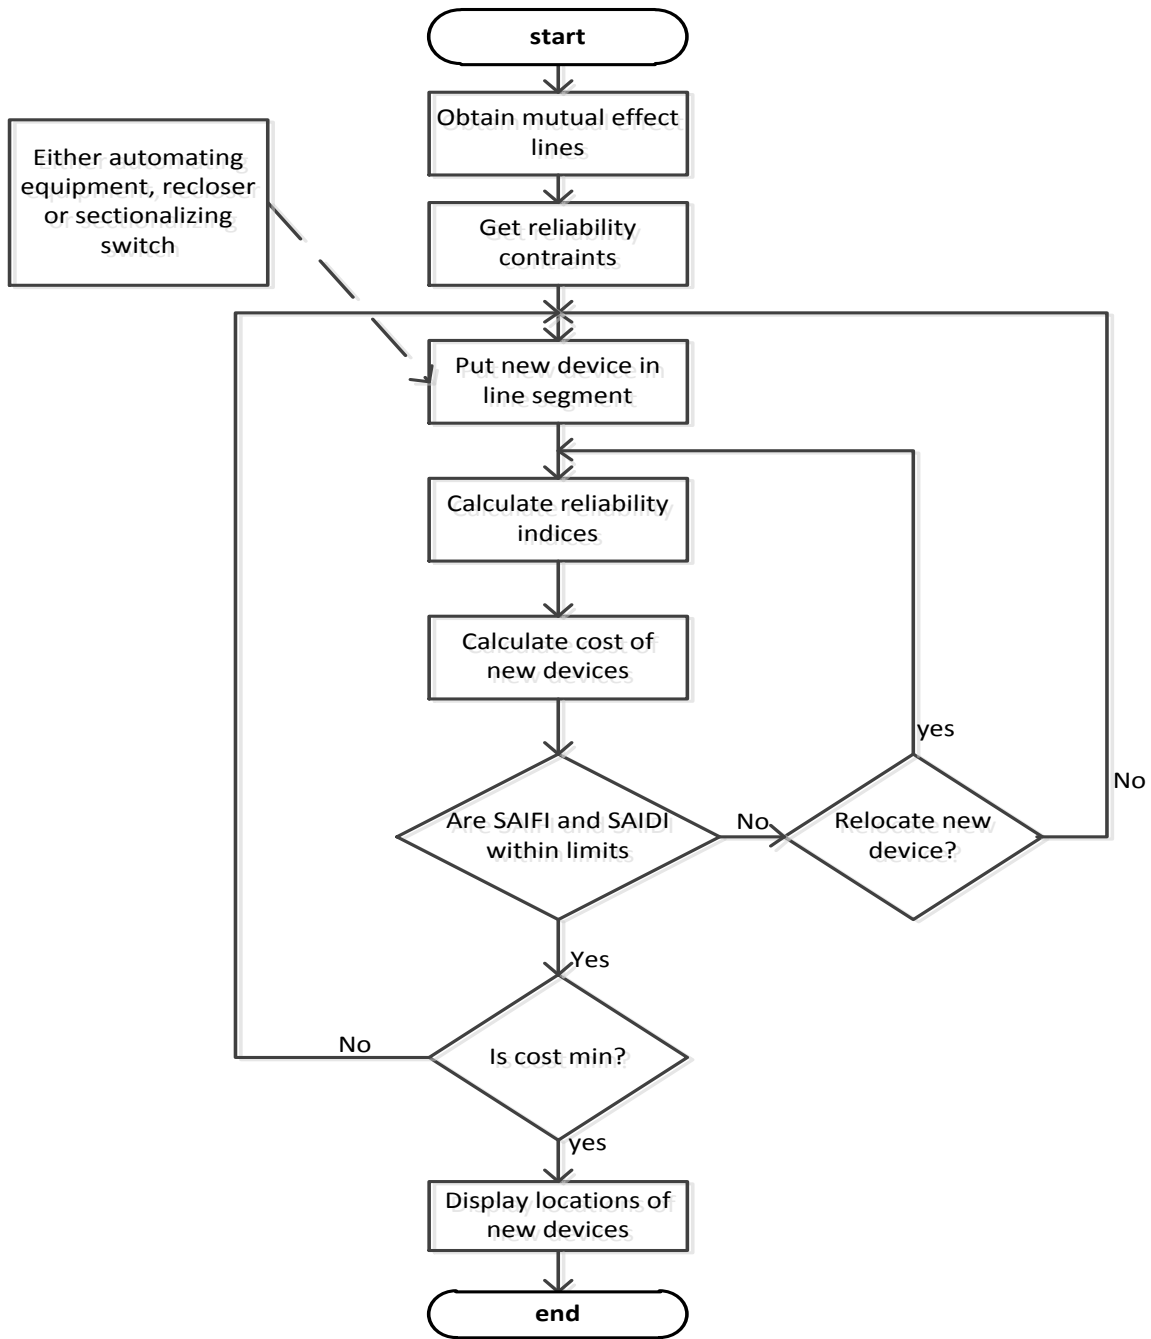 start
Obtain mutual effect
lines
Either automating
equipment, recloser
or sectionalizing
switch
Get reliability
contraints
Put new device in
line segment
Calculate reliability
indices
Calculate cost of
new devices
yes
No
Are SAIFI and SAIDI
within limits
No
Relocate new
device?
Yes
No
Is cost min?
yes
Display locations of
new devices
end